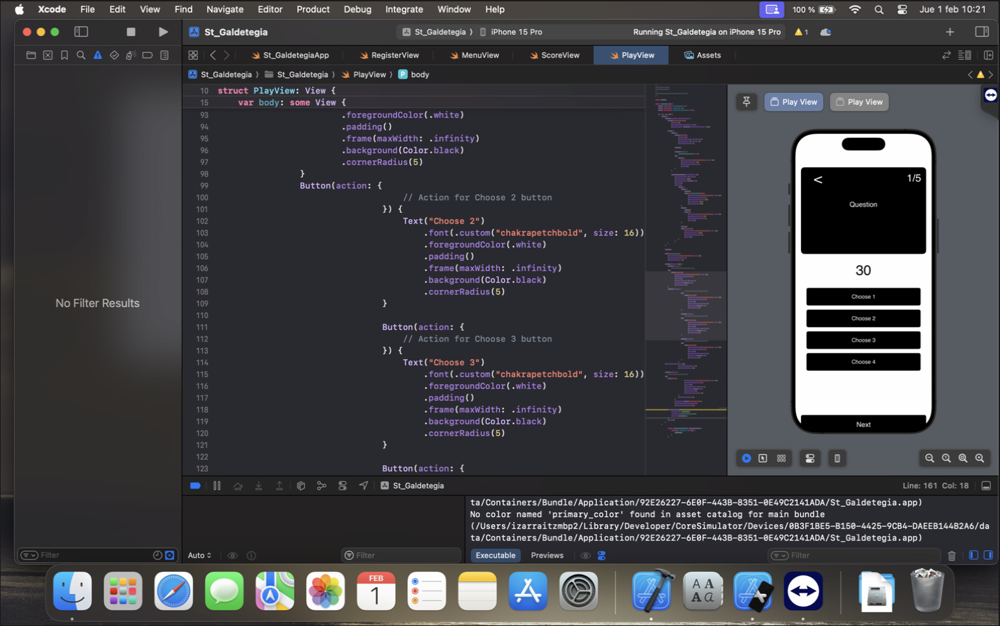 Xcode File Edit View Find Navigate Editor Product Debug Integrate Window Help
100 %
Jue 1 feb 10:21
St_Galdetegia
St_Galdetegia ⟩ iPhone 15 Pro
Running St_Galdetegia on iPhone 15 Pro
1
St_GaldetegiaApp
RegisterView
MenuView
ScoreView
PlayView
Assets
St_Galdetegia ⟩ St_Galdetegia ⟩ PlayView ⟩ P body
No Filter Results
10 struct PlayView: View {
15 var body: some View {
93 .foregroundColor(.white)
94 .padding()
95 .frame(maxWidth: .infinity)
96 .background(Color.black)
97 .cornerRadius(5)
98 }
99 Button(action: {
100 // Action for Choose 2 button
101 }) {
102 Text("Choose 2")
103 .font(.custom("chakrapetchbold", size: 16))
104 .foregroundColor(.white)
105 .padding()
106 .frame(maxWidth: .infinity)
107 .background(Color.black)
108 .cornerRadius(5)
109 }
110
111 Button(action: {
112 // Action for Choose 3 button
113 }) {
114 Text("Choose 3")
115 .font(.custom("chakrapetchbold", size: 16))
116 .foregroundColor(.white)
117 .padding()
118 .frame(maxWidth: .infinity)
119 .background(Color.black)
120 .cornerRadius(5)
121 }
122
123 Button(action: {
Play View
Play View
<
1/5
Question
30
Choose 1
Choose 2
Choose 3
Choose 4
Next
St_Galdetegia
Line: 161 Col: 18
ta/Containers/Bundle/Application/92E26227-6E0F-443B-8351-0E49C2141ADA/St_Galdetegia.app)
No color named 'primary_color' found in asset catalog for main bundle
(/Users/izarraitzmbp2/Library/Developer/CoreSimulator/Devices/0B3F1BE5-B150-4425-9CB4-DAEEB144B2A6/da
ta/Containers/Bundle/Application/92E26227-6E0F-443B-8351-0E49C2141ADA/St_Galdetegia.app)
Filter
Auto
Filter
Executable
Previews
Filter
FEB
1
A A
A a